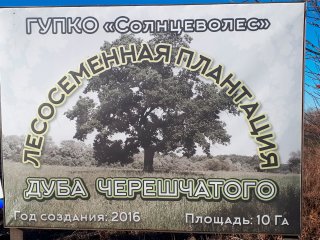 ГУПКО «Солнцеволес»
Лесосеменная плантация
дуба черешчатого
Год создания: 2016 Площадь: 10 Га